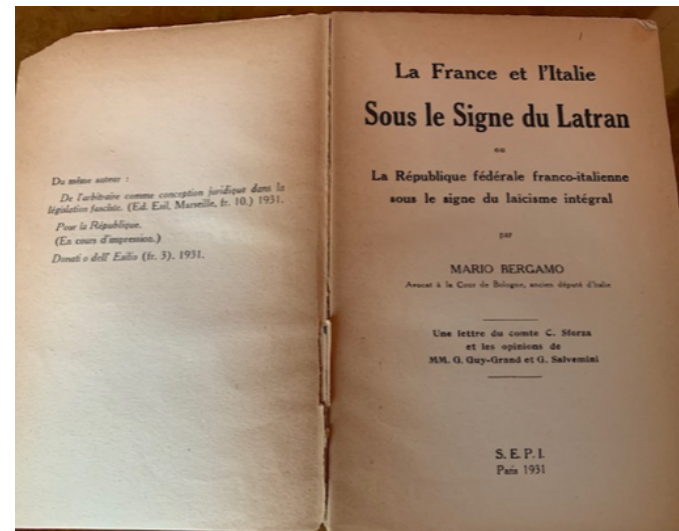 Du même auteur :
De l'arbitraire comme conception juridique dans la
législation fasciste. (Ed. Esil, Marseille, fr. 10.) 1931.
Pour la République.
(En cours d'impression.)
Donati o dell' Esilio (fr. 3). 1931.
La France et l'Italie
Sous le Signe du Latran
ou
La République fédérale franco-italienne
sous le signe du laïcisme intégral
par
MARIO BERGAMO
Avocat à la Cour de Bologne, ancien député d'Italie
Une lettre du comte C. Sforza
et les opinions de
MM. G. Guy-Grand et G. Salvemini
S. E. P. I.
Paris 1931